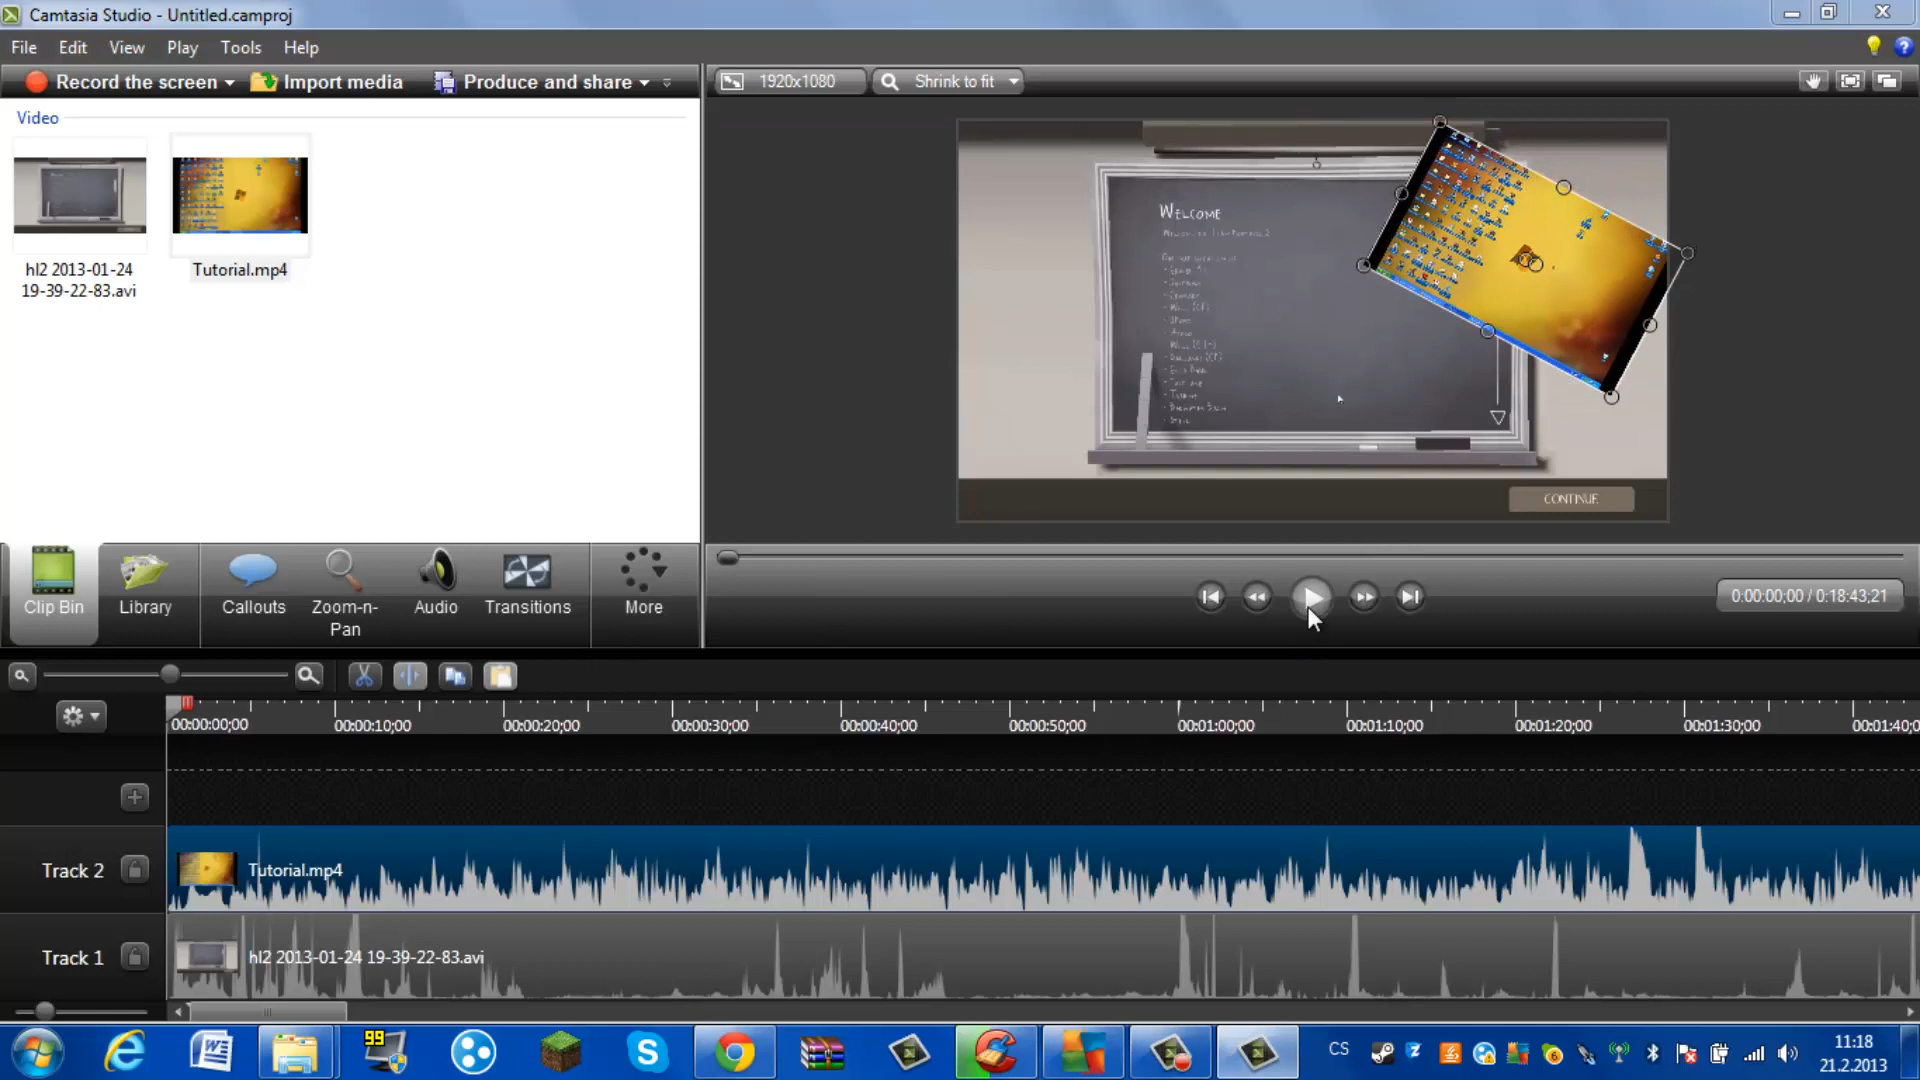 Camtasia Studio - Untitled.camproj
File Edit View Play Tools Help
Record the screen Import media Produce and share
1920x1080 Shrink to fit
Video
hl2 2013-01-24
19-39-22-83.avi
Tutorial.mp4
WELCOME
CONTINUE
Clip Bin Library Callouts Zoom-n-
Pan Audio Transitions More
0:00:00;00 / 0:18:43;21
00:00:00;00 00:00:10;00 00:00:20;00 00:00:30;00 00:00:40;00 00:00:50;00 00:01:00;00 00:01:10;00 00:01:20;00 00:01:30;00 00:01:40;0
Track 2 Tutorial.mp4
Track 1 hl2 2013-01-24 19-39-22-83.avi
99
CS
11:18
21.2.2013